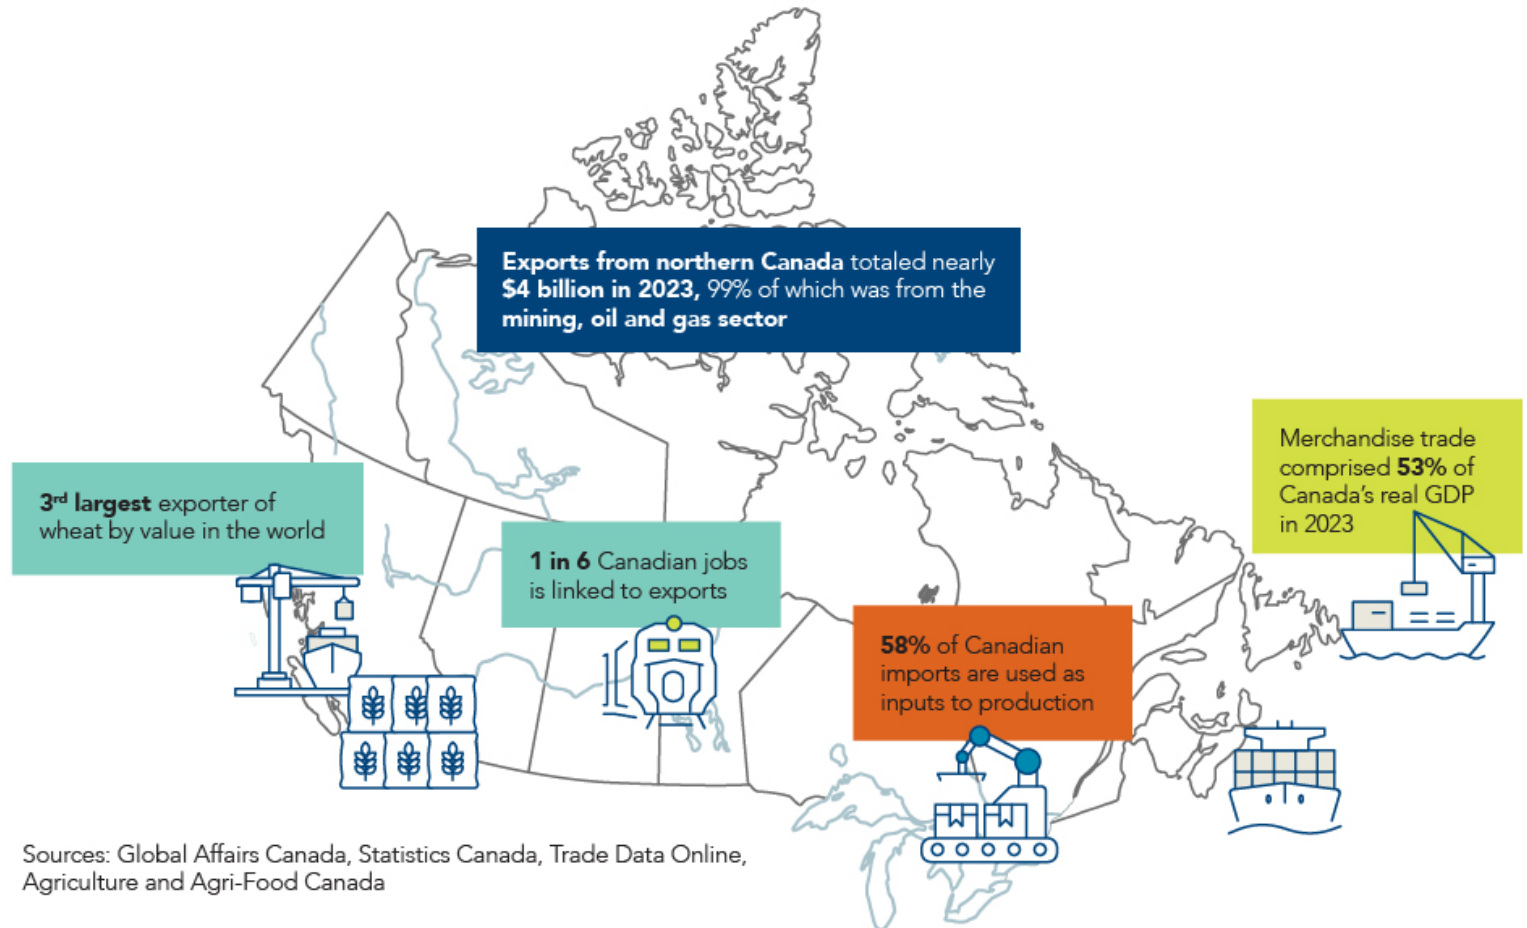 Exports from northern Canada totaled nearly
$4 billion in 2023, 99% of which was from the
mining, oil and gas sector
Merchandise trade
comprised 53% of
Canada’s real GDP
in 2023
3rd largest exporter of
wheat by value in the world
1 in 6 Canadian jobs
is linked to exports
58% of Canadian
imports are used as
inputs to production
Sources: Global Affairs Canada, Statistics Canada, Trade Data Online,
Agriculture and Agri-Food Canada